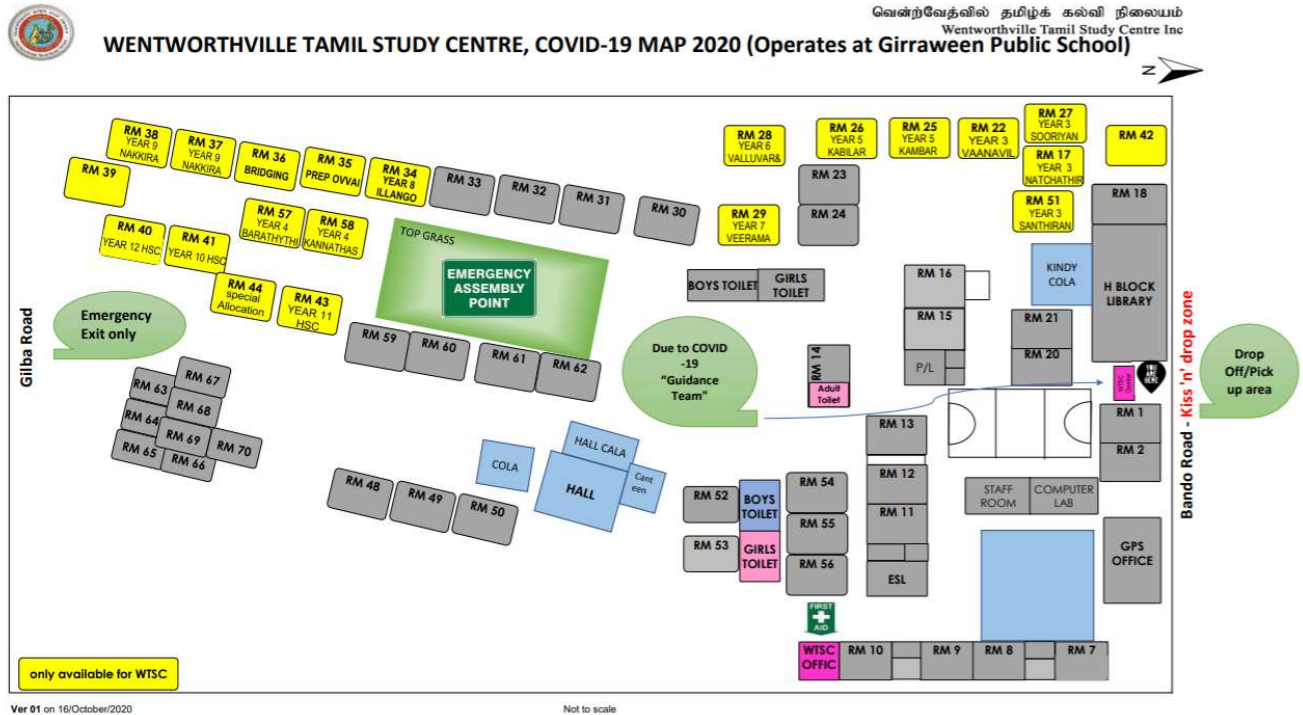 வென்ற்வேத்வில் தமிழ்க் கல்வி நிலையம்
Wentworthville Tamil Study Centre Inc
WENTWORTHVILLE TAMIL STUDY CENTRE, COVID-19 MAP 2020 (Operates at Girraween Public School)
N
RM 38
YEAR 9
NAKKIRA
RM 37
YEAR 9
NAKKIRA
RM 36
BRIDGING
RM 35
PREP OVVAI
RM 34
YEAR 8
ILLANGO
RM 33
RM 32
RM 31
RM 30
RM 28
YEAR 6
VALLUVAR&
RM 26
YEAR 5
KABILAR
RM 25
YEAR 5
KAMBAR
RM 22
YEAR 3
VAANAVIL
RM 27
YEAR 3
SOORIYAN
RM 42
RM 39
RM 23
RM 17
YEAR 3
NATCHATHIR
RM 18
RM 40
YEAR 12 HSC
RM 41
YEAR 10 HSC
RM 57
YEAR 4
BARATHYTHI
RM 58
YEAR 4
KANNATHAS
RM 29
YEAR 7
VEERAMA
RM 24
RM 51
YEAR 3
SANTHIRAN
TOP GRASS
EMERGENCY
ASSEMBLY
POINT
RM 44
special
Allocation
RM 43
YEAR 11
HSC
BOYS TOILET
GIRLS
TOILET
RM 16
KINDY
COLA
H BLOCK
LIBRARY
Gilba Road
Emergency
Exit only
RM 59
RM 60
RM 61
RM 62
Due to COVID
-19
“Guidance
Team”
RM 14
Adult
Toilet
RM 15
P/L
RM 21
RM 20
WTSC
YOU
ARE
HERE
Drop
Off/Pick
up area
Bando Road - Kiss 'n' drop zone
RM 67
RM 63
RM 68
RM 64
RM 69
RM 70
RM 65
RM 66
RM 13
RM 1
RM 2
HALL CALA
COLA
HALL
Cant
een
RM 48
RM 49
RM 50
RM 52
BOYS
TOILET
RM 54
RM 12
STAFF
ROOM
COMPUTER
LAB
RM 53
GIRLS
TOILET
RM 55
RM 11
RM 56
ESL
GPS
OFFICE
FIRST
AID
WTSC
OFFIC
RM 10
RM 9
RM 8
RM 7
only available for WTSC
Ver 01 on 16/October/2020
Not to scale